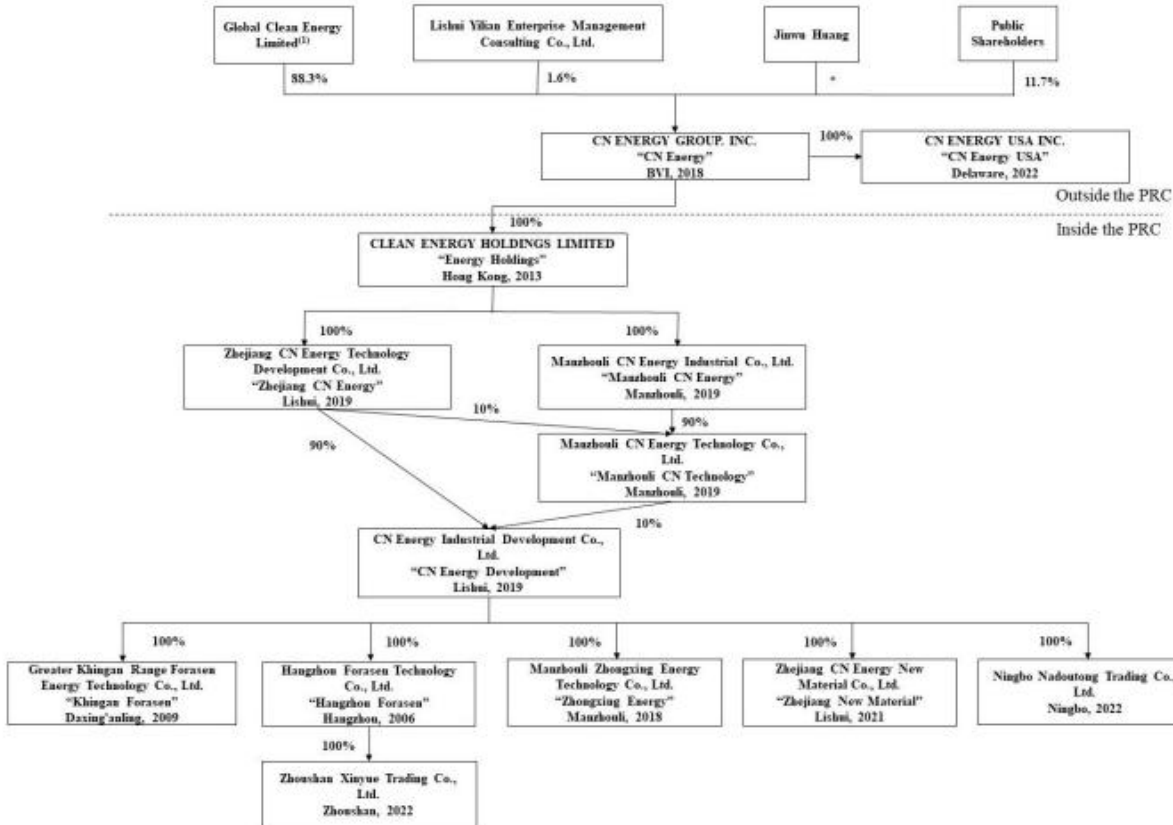 Global Clean Energy
Limited(1)
Lishui Yilian Enterprise Management
Consulting Co., Ltd.
Jinwu Huang
Public
Shareholders
88.3%
1.6%
*
11.7%
CN ENERGY GROUP. INC.
“CN Energy”
BVI, 2018
100%
CN ENERGY USA INC.
“CN Energy USA”
Delaware, 2022
Outside the PRC
Inside the PRC
100%
CLEAN ENERGY HOLDINGS LIMITED
“Energy Holdings”
Hong Kong, 2013
100%
100%
Zhejiang CN Energy Technology
Development Co., Ltd.
“Zhejiang CN Energy”
Lishui, 2019
Manzhouli CN Energy Industrial Co., Ltd.
“Manzhouli CN Energy”
Manzhouli, 2019
10%
90%
90%
Manzhouli CN Energy Technology Co.,
Ltd.
“Manzhouli CN Technology”
Manzhouli, 2019
10%
CN Energy Industrial Development Co.,
Ltd.
“CN Energy Development”
Lishui, 2019
100%
100%
100%
100%
100%
Greater Khingan Range Forasen
Energy Technology Co., Ltd.
“Khingan Forasen”
Daxing'anling, 2009
Hangzhou Forasen Technology
Co., Ltd.
“Hangzhou Forasen”
Hangzhou, 2006
Manzhouli Zhongxing Energy
Technology Co., Ltd.
“Zhongxing Energy”
Manzhouli, 2018
Zhejiang CN Energy New
Material Co., Ltd.
“Zhejiang New Material”
Lishui, 2021
Ningbo Nadoutong Trading Co.
Ltd.
Ningbo, 2022
100%
Zhoushan Xinyue Trading Co.,
Ltd.
Zhoushan, 2022